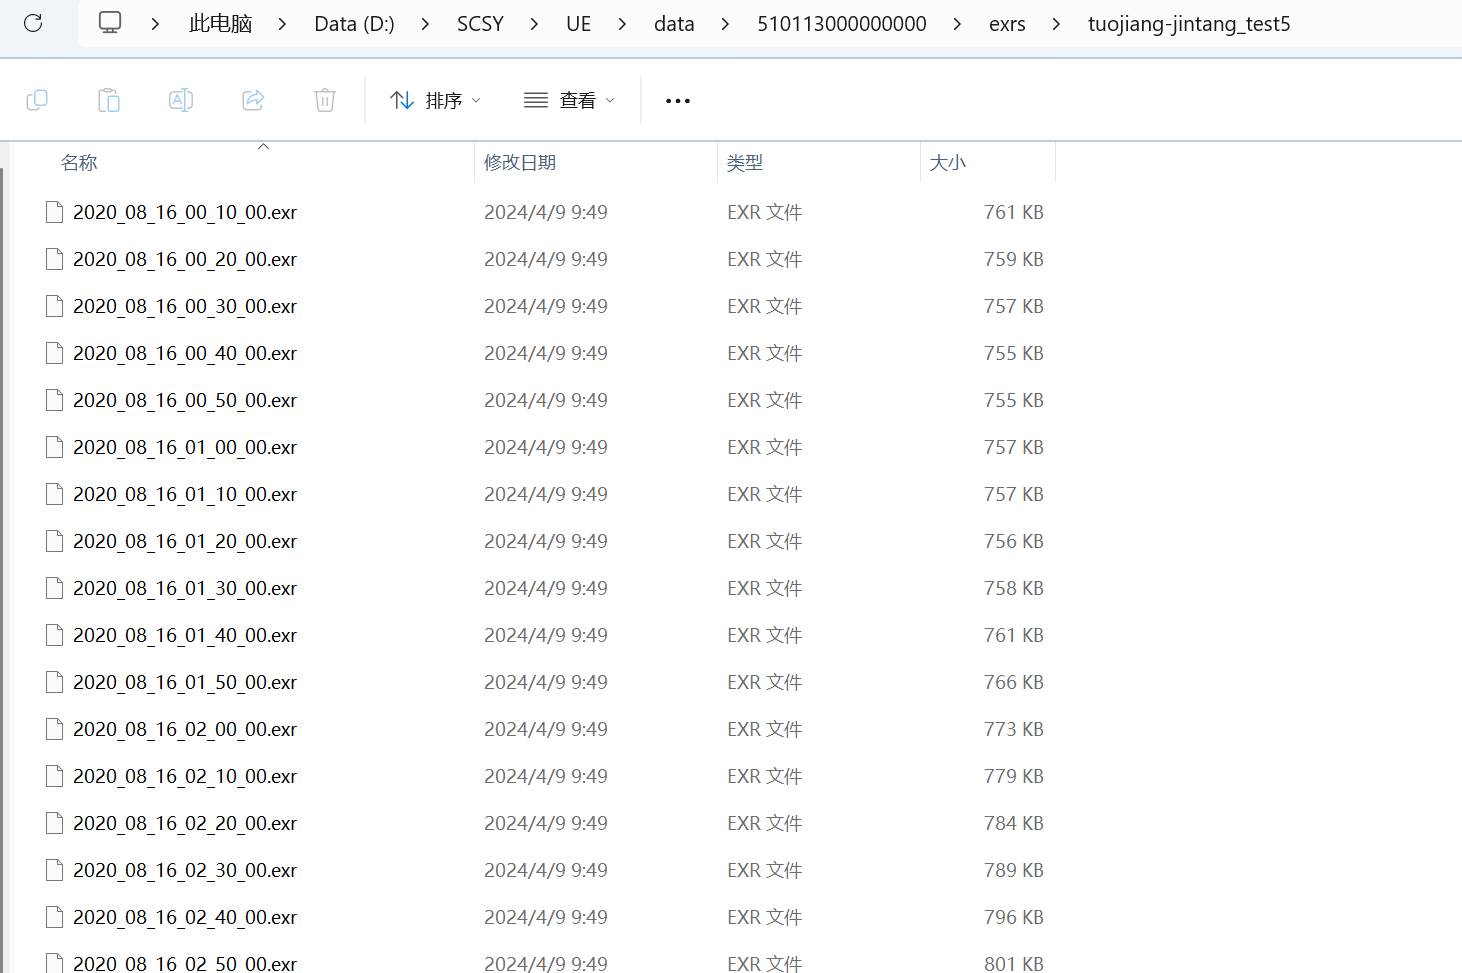 此电脑 Data (D:) SCSY UE data 510113000000000 exrs tuojiang-jintang_test5
排序 查看
名称 修改日期 类型 大小
2020_08_16_00_10_00.exr 2024/4/9 9:49 EXR 文件 761 KB
2020_08_16_00_20_00.exr 2024/4/9 9:49 EXR 文件 759 KB
2020_08_16_00_30_00.exr 2024/4/9 9:49 EXR 文件 757 KB
2020_08_16_00_40_00.exr 2024/4/9 9:49 EXR 文件 755 KB
2020_08_16_00_50_00.exr 2024/4/9 9:49 EXR 文件 755 KB
2020_08_16_01_00_00.exr 2024/4/9 9:49 EXR 文件 757 KB
2020_08_16_01_10_00.exr 2024/4/9 9:49 EXR 文件 757 KB
2020_08_16_01_20_00.exr 2024/4/9 9:49 EXR 文件 756 KB
2020_08_16_01_30_00.exr 2024/4/9 9:49 EXR 文件 758 KB
2020_08_16_01_40_00.exr 2024/4/9 9:49 EXR 文件 761 KB
2020_08_16_01_50_00.exr 2024/4/9 9:49 EXR 文件 766 KB
2020_08_16_02_00_00.exr 2024/4/9 9:49 EXR 文件 773 KB
2020_08_16_02_10_00.exr 2024/4/9 9:49 EXR 文件 779 KB
2020_08_16_02_20_00.exr 2024/4/9 9:49 EXR 文件 784 KB
2020_08_16_02_30_00.exr 2024/4/9 9:49 EXR 文件 789 KB
2020_08_16_02_40_00.exr 2024/4/9 9:49 EXR 文件 796 KB
2020_08_16_02_50_00.exr 2024/4/9 9:49 EXR 文件 801 KB